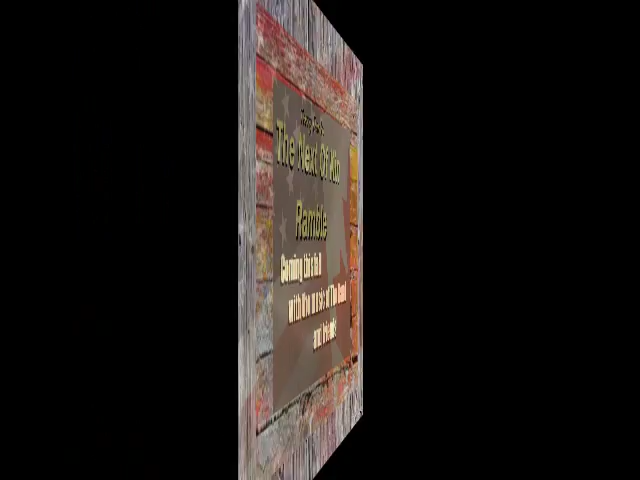 The Next Of Kin
Ramble
Coming this fall
with the music of The Band
and friends!